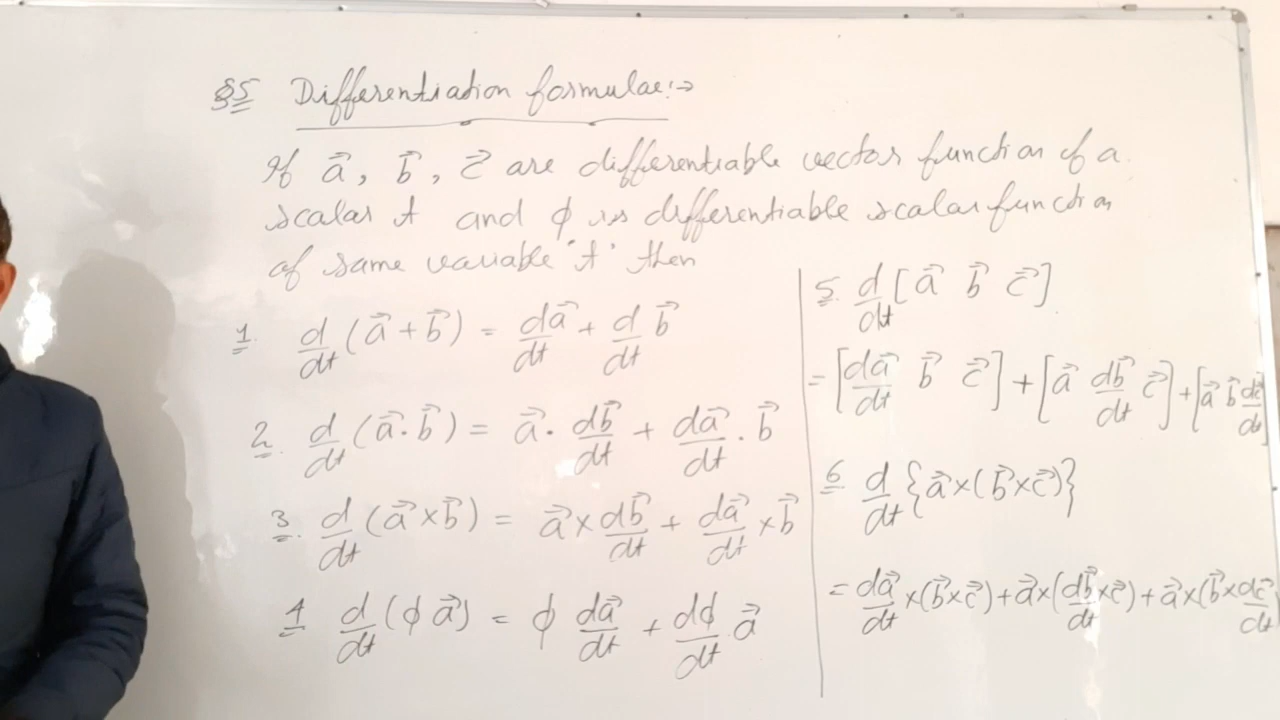 §5 Differentiation formulae:→
If a⃗, b⃗, c⃗ are differentiable vector function of a
scalar t and ϕ is differentiable scalar function
of same variable 't' then
1. d/dt (a⃗ + b⃗) = da⃗/dt + d/dt b⃗
2. d/dt (a⃗ . b⃗) = a⃗ . db⃗/dt + da⃗/dt . b⃗
3. d/dt (a⃗ × b⃗) = a⃗ × db⃗/dt + da⃗/dt × b⃗
4 d/dt (ϕ a⃗) = ϕ da⃗/dt + dϕ/dt a⃗
5. d/dt [a⃗ b⃗ c⃗]
= [da⃗/dt b⃗ c⃗] + [a⃗ db⃗/dt c⃗] + [a⃗ b⃗ dc⃗/dt]
6 d/dt {a⃗ × (b⃗ × c⃗)}
= da⃗/dt × (b⃗ × c⃗) + a⃗ × (db⃗/dt × c⃗) + a⃗ × (b⃗ × dc⃗/dt